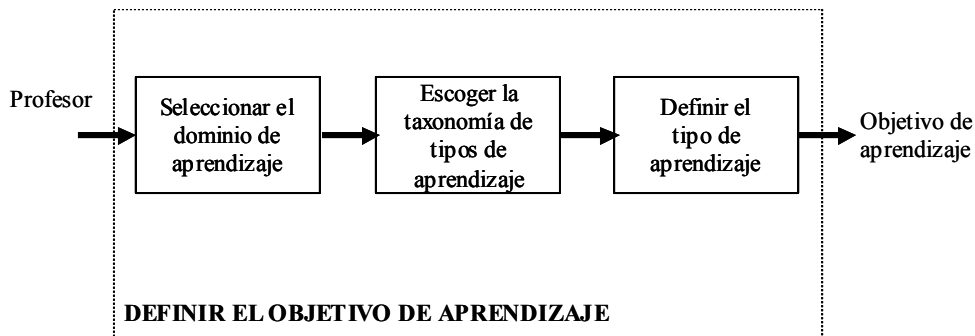 Profesor
Seleccionar el
dominio de
aprendizaje
Escoger la
taxonomía de
tipos de
aprendizaje
Definir el
tipo de
aprendizaje
Objetivo de
aprendizaje
DEFINIR EL OBJETIVO DE APRENDIZAJE